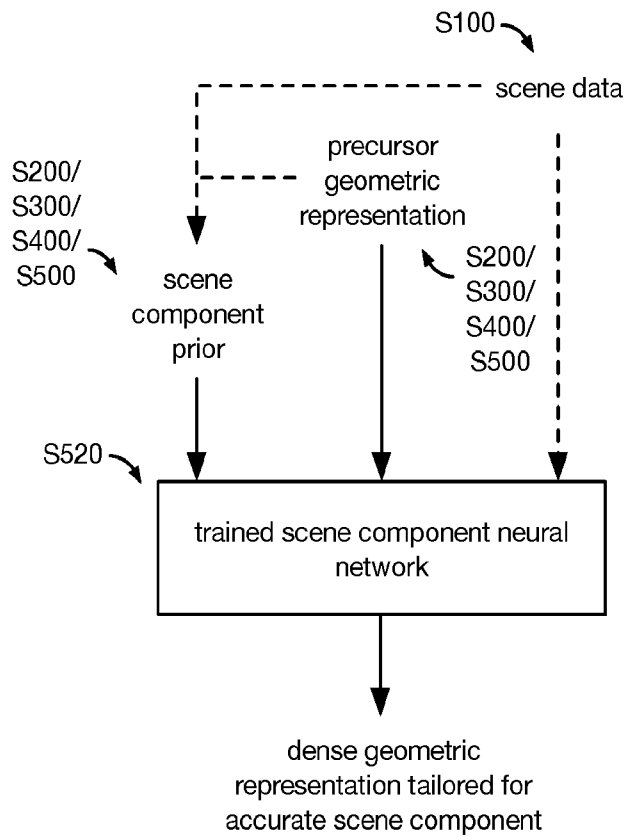 S100
scene data
precursor
geometric
representation
S200/
S300/
S400/
S500
scene
component
prior
S200/
S300/
S400/
S500
S520
trained scene component neural
network
dense geometric
representation tailored for
accurate scene component